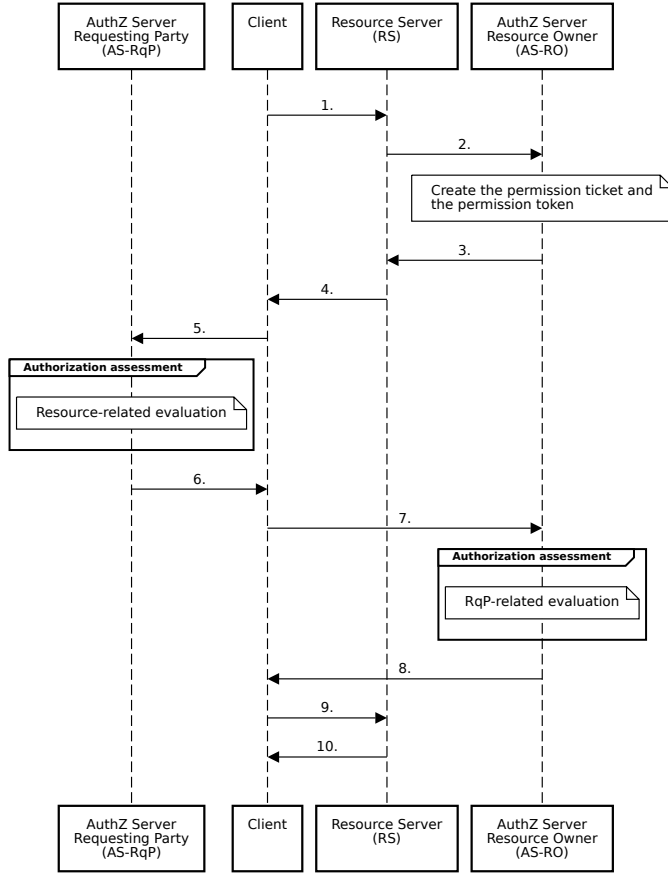 AuthZ Server
Requesting Party
(AS-RqP)
Client
Resource Server
(RS)
AuthZ Server
Resource Owner
(AS-RO)
1.
2.
Create the permission ticket and
the permission token
3.
4.
5.
Authorization assessment
Resource-related evaluation
6.
7.
Authorization assessment
RqP-related evaluation
8.
9.
10.
AuthZ Server
Requesting Party
(AS-RqP)
Client
Resource Server
(RS)
AuthZ Server
Resource Owner
(AS-RO)